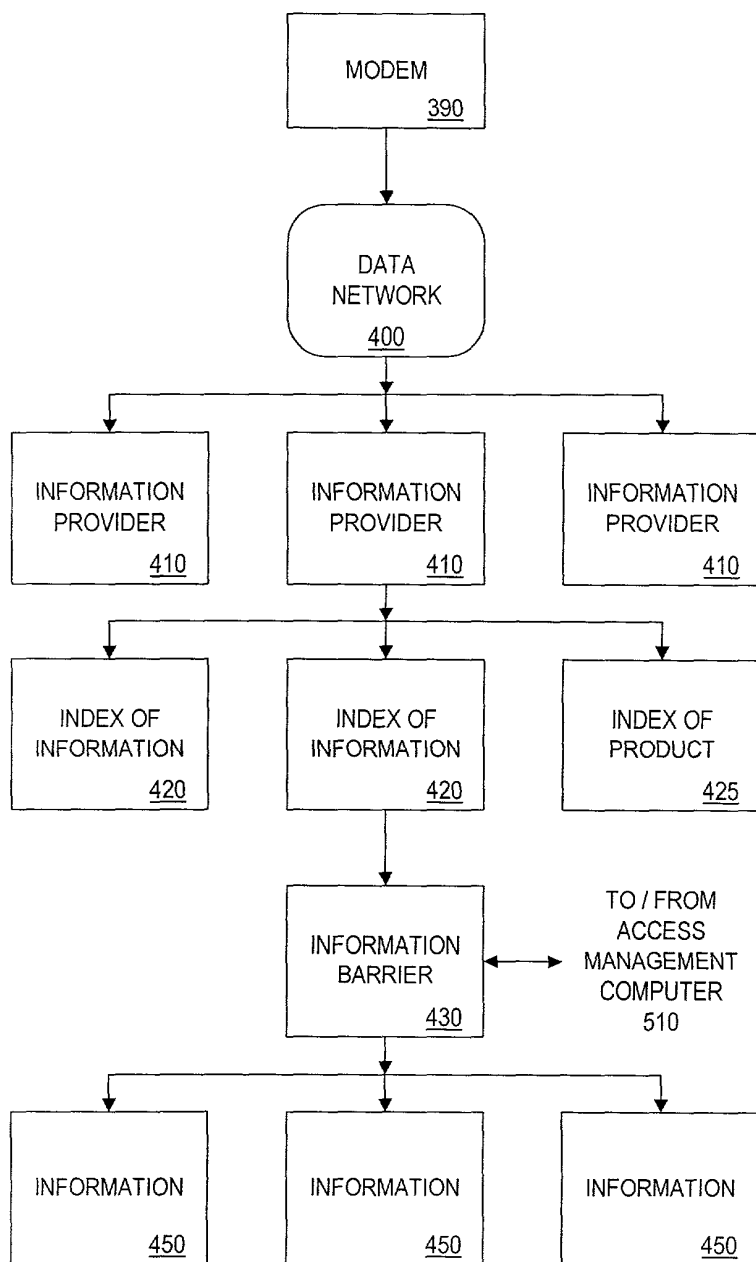 MODEM
390
DATA
NETWORK
400
INFORMATION
PROVIDER
410
INFORMATION
PROVIDER
410
INFORMATION
PROVIDER
410
INDEX OF
INFORMATION
420
INDEX OF
INFORMATION
420
INDEX OF
PRODUCT
425
INFORMATION
BARRIER
430
TO / FROM
ACCESS
MANAGEMENT
COMPUTER
510
INFORMATION
450
INFORMATION
450
INFORMATION
450